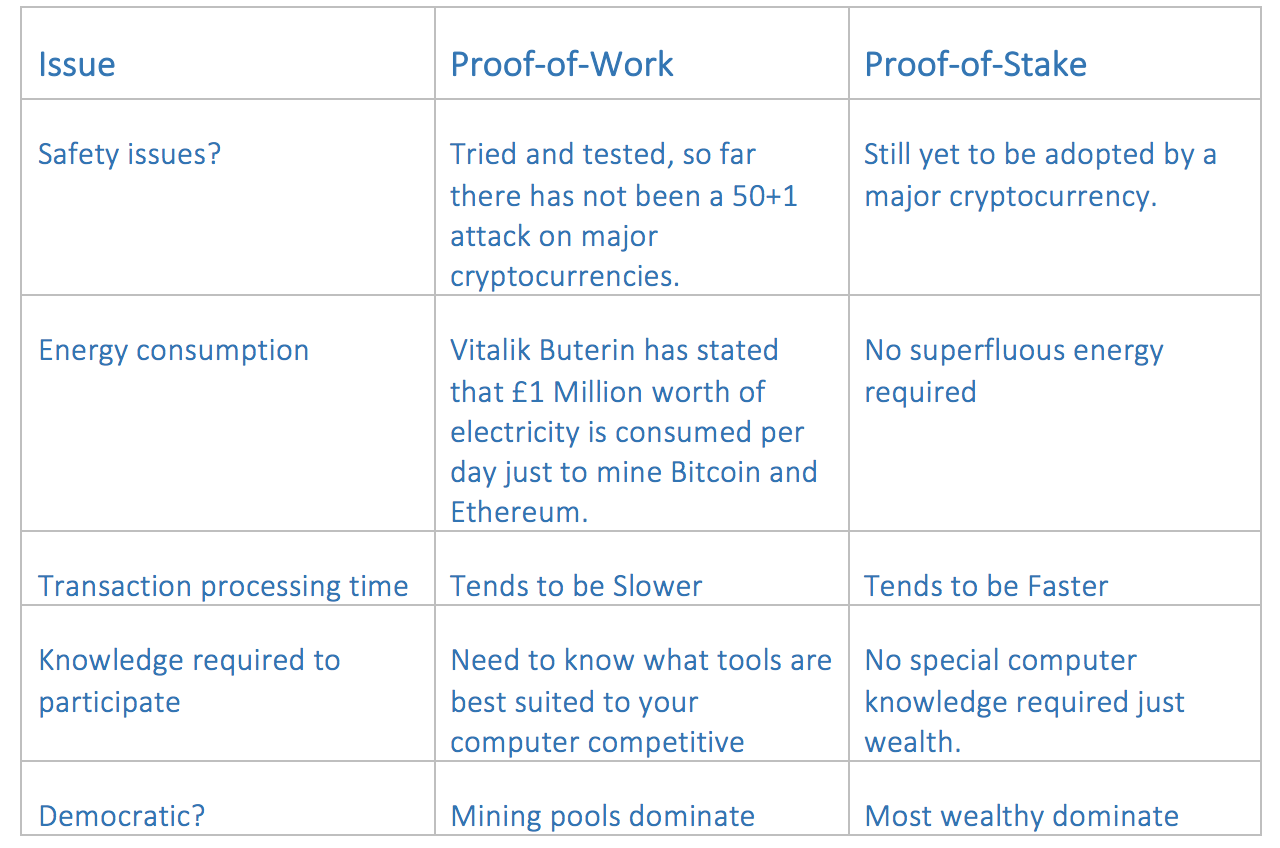 Issue
Proof-of-Work
Proof-of-Stake
Safety issues?
Tried and tested, so far
there has not been a 50+1
attack on major
cryptocurrencies.
Still yet to be adopted by a
major cryptocurrency.
Energy consumption
Vitalik Buterin has stated
that £1 Million worth of
electricity is consumed per
day just to mine Bitcoin and
Ethereum.
No superfluous energy
required
Transaction processing time
Tends to be Slower
Tends to be Faster
Knowledge required to
participate
Need to know what tools are
best suited to your
computer competitive
No special computer
knowledge required just
wealth.
Democratic?
Mining pools dominate
Most wealthy dominate